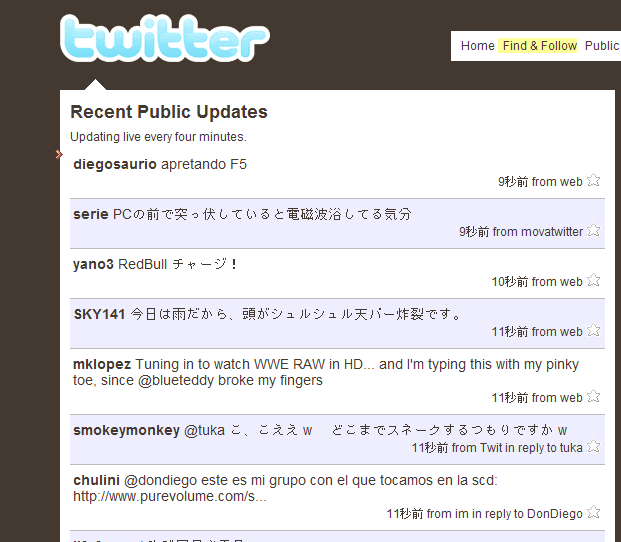 twitter
Home Find & Follow Public
Recent Public Updates
Updating live every four minutes.
diegosaurio apretando F5
9秒前 from web
serie PCの前で突っ伏していると電磁波浴してる気分
9秒前 from movatwitter
yano3 RedBull チャージ！
10秒前 from web
SKY141 今日は雨だから、頭がシュルシュル天パー炸裂です。
11秒前 from web
mklopez Tuning in to watch WWE RAW in HD... and I'm typing this with my pinky
toe, since @blueteddy broke my fingers
11秒前 from web
smokeymonkey @tuka こ、こええｗ　どこまでスネークするつもりですかｗ
11秒前 from Twit in reply to tuka
chulini @dondiego este es mi grupo con el que tocamos en la scd:
http://www.purevolume.com/s...
11秒前 from im in reply to DonDiego